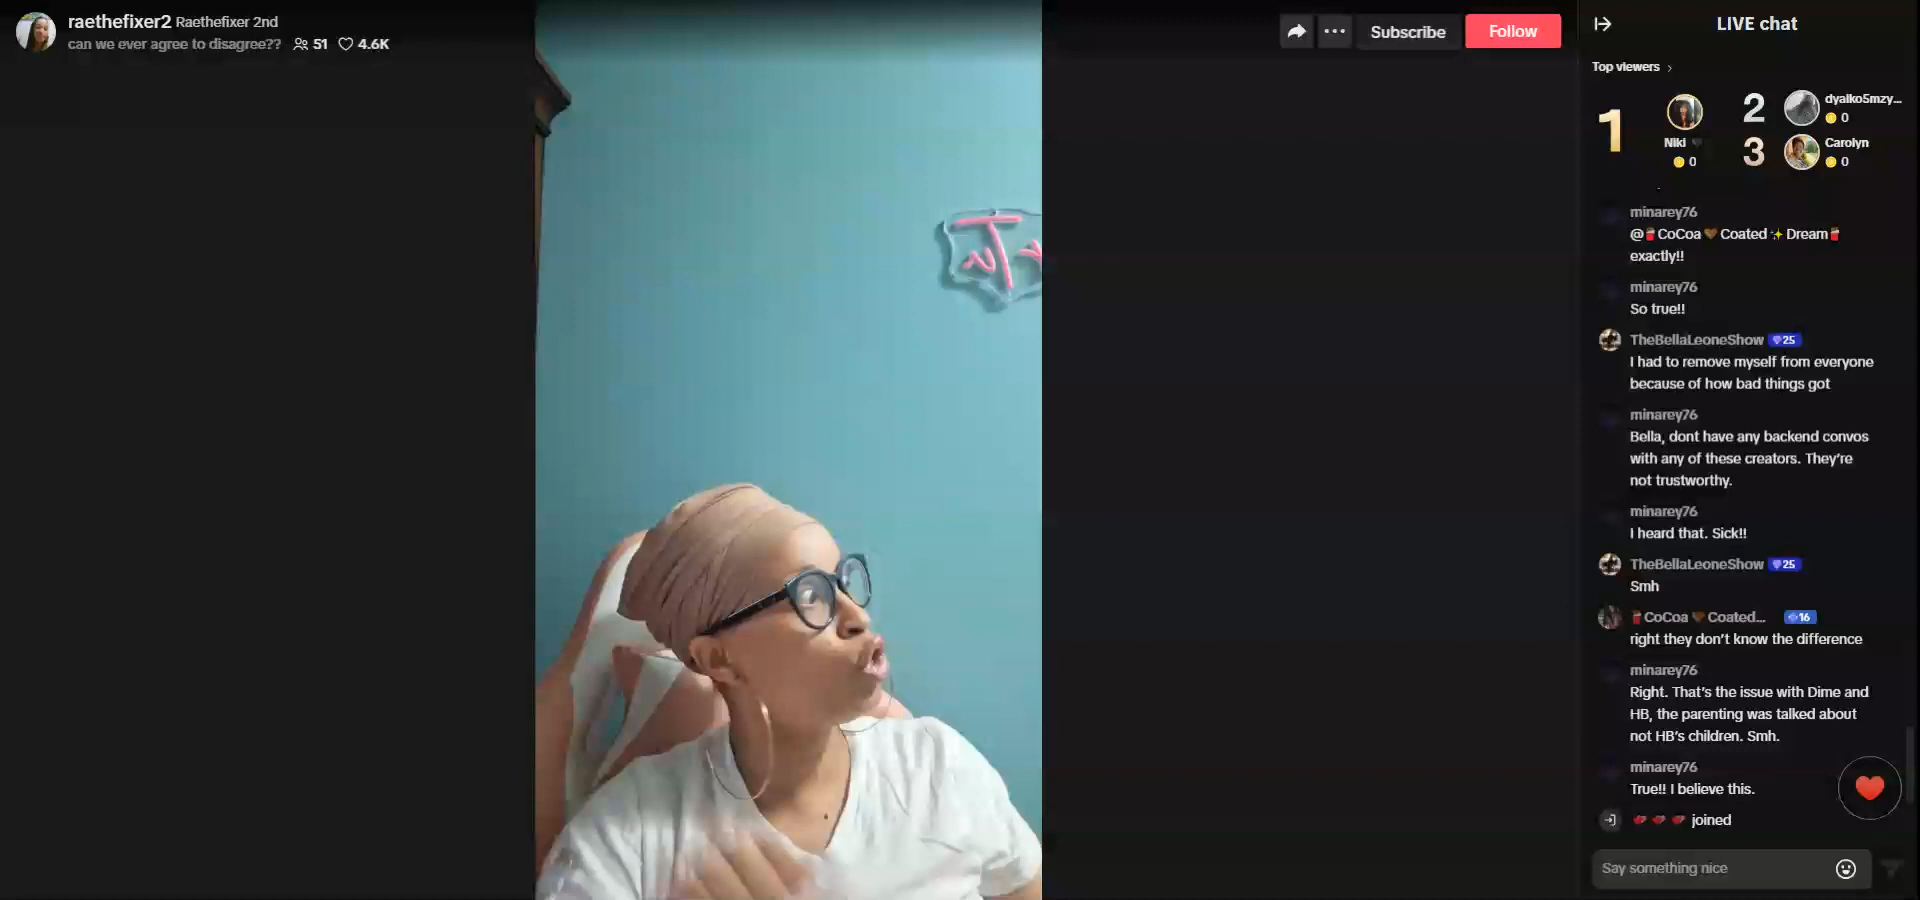 raethefixer2 Raethefixer 2nd
can we ever agree to disagree?? 51 4.6K
Subscribe
Follow
LIVE chat
Top viewers
1
Niki
0
2
dyalko5mzy...
0
3
Carolyn
0
minarey76
@CoCoa Coated Dream
exactly!!
minarey76
So true!!
TheBellaLeoneShow 25
I had to remove myself from everyone
because of how bad things got
minarey76
Bella, dont have any backend convos
with any of these creators. They're
not trustworthy.
minarey76
I heard that. Sick!!
TheBellaLeoneShow 25
Smh
CoCoa Coated... 16
right they don't know the difference
minarey76
Right. That's the issue with Dime and
HB, the parenting was talked about
not HB's children. Smh.
minarey76
True!! I believe this.
joined
Say something nice